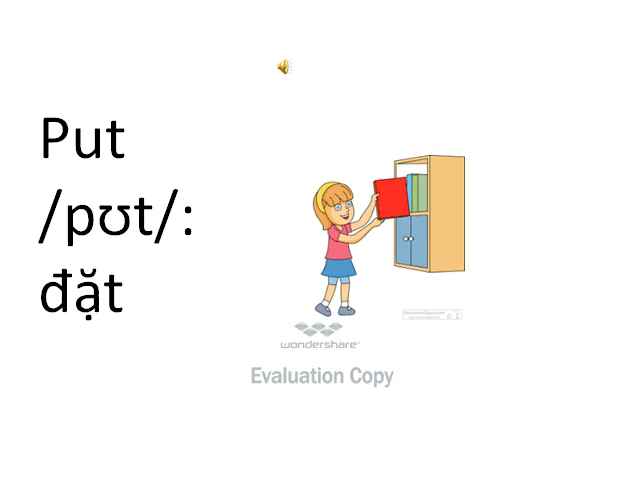 Put
/pʊt/:
đặt
wondershare
Evaluation Copy